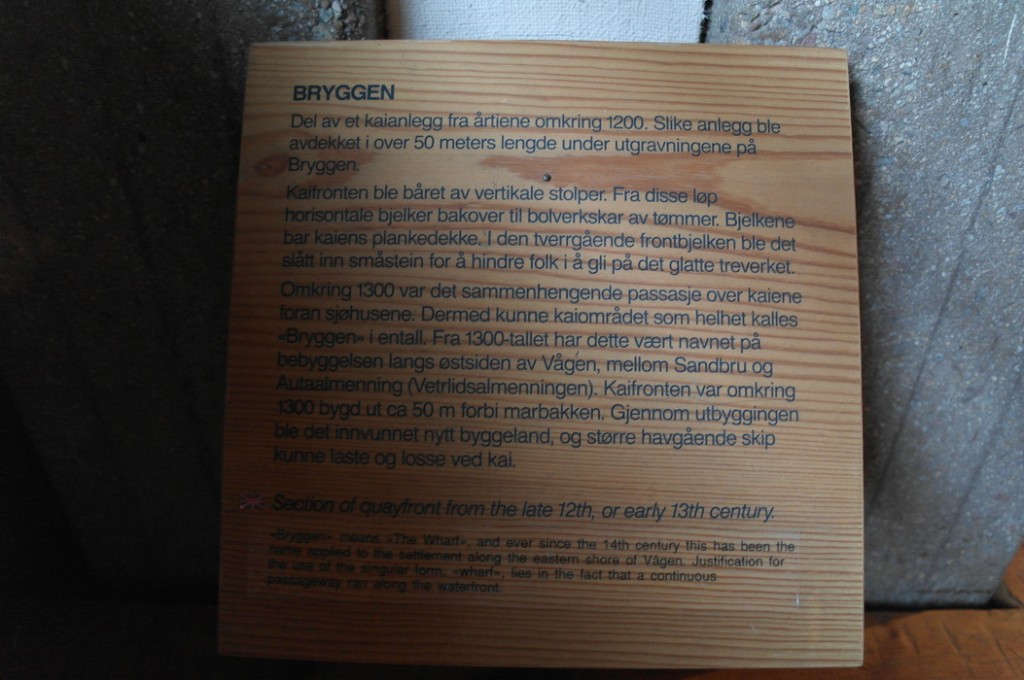 BRYGGEN
Del av et kaianlegg fra årtiene omkring 1200. Slike anlegg ble
avdekket i over 50 meters lengde under utgravningene på
Bryggen.
Kaifronten ble båret av vertikale stolper. Fra disse løp
horisontale bjelker bakover til bolverkskar av tømmer. Bjelkene
bar kaiens plankedekke. I den tverrgående frontbjelken ble det
slått inn småstein for å hindre folk i å gli på det glatte treverket.
Omkring 1300 var det sammenhengende passasje over kaiene
foran sjøhusene. Dermed kunne kaiområdet som helhet kalles
«Bryggen» i entall. Fra 1300-tallet har dette vært navnet på
bebyggelsen langs østsiden av Vågen, mellom Sandbru og
Autaalmenning (Vetrlidsalmenningen). Kaifronten var omkring
1300 bygd ut ca 50 m forbi marbakken. Gjennom utbyggingen
ble det innvunnet nytt byggeland, og større havgående skip
kunne laste og losse ved kai.
Section of quayfront from the late 12th, or early 13th century.
«Bryggen» means «The Wharf», and ever since the 14th century this has been the
name applied to the settlement along the eastern shore of Vågen. Justification for
the use of the singular form, «wharf», lies in the fact that a continuous
passageway ran along the waterfront.